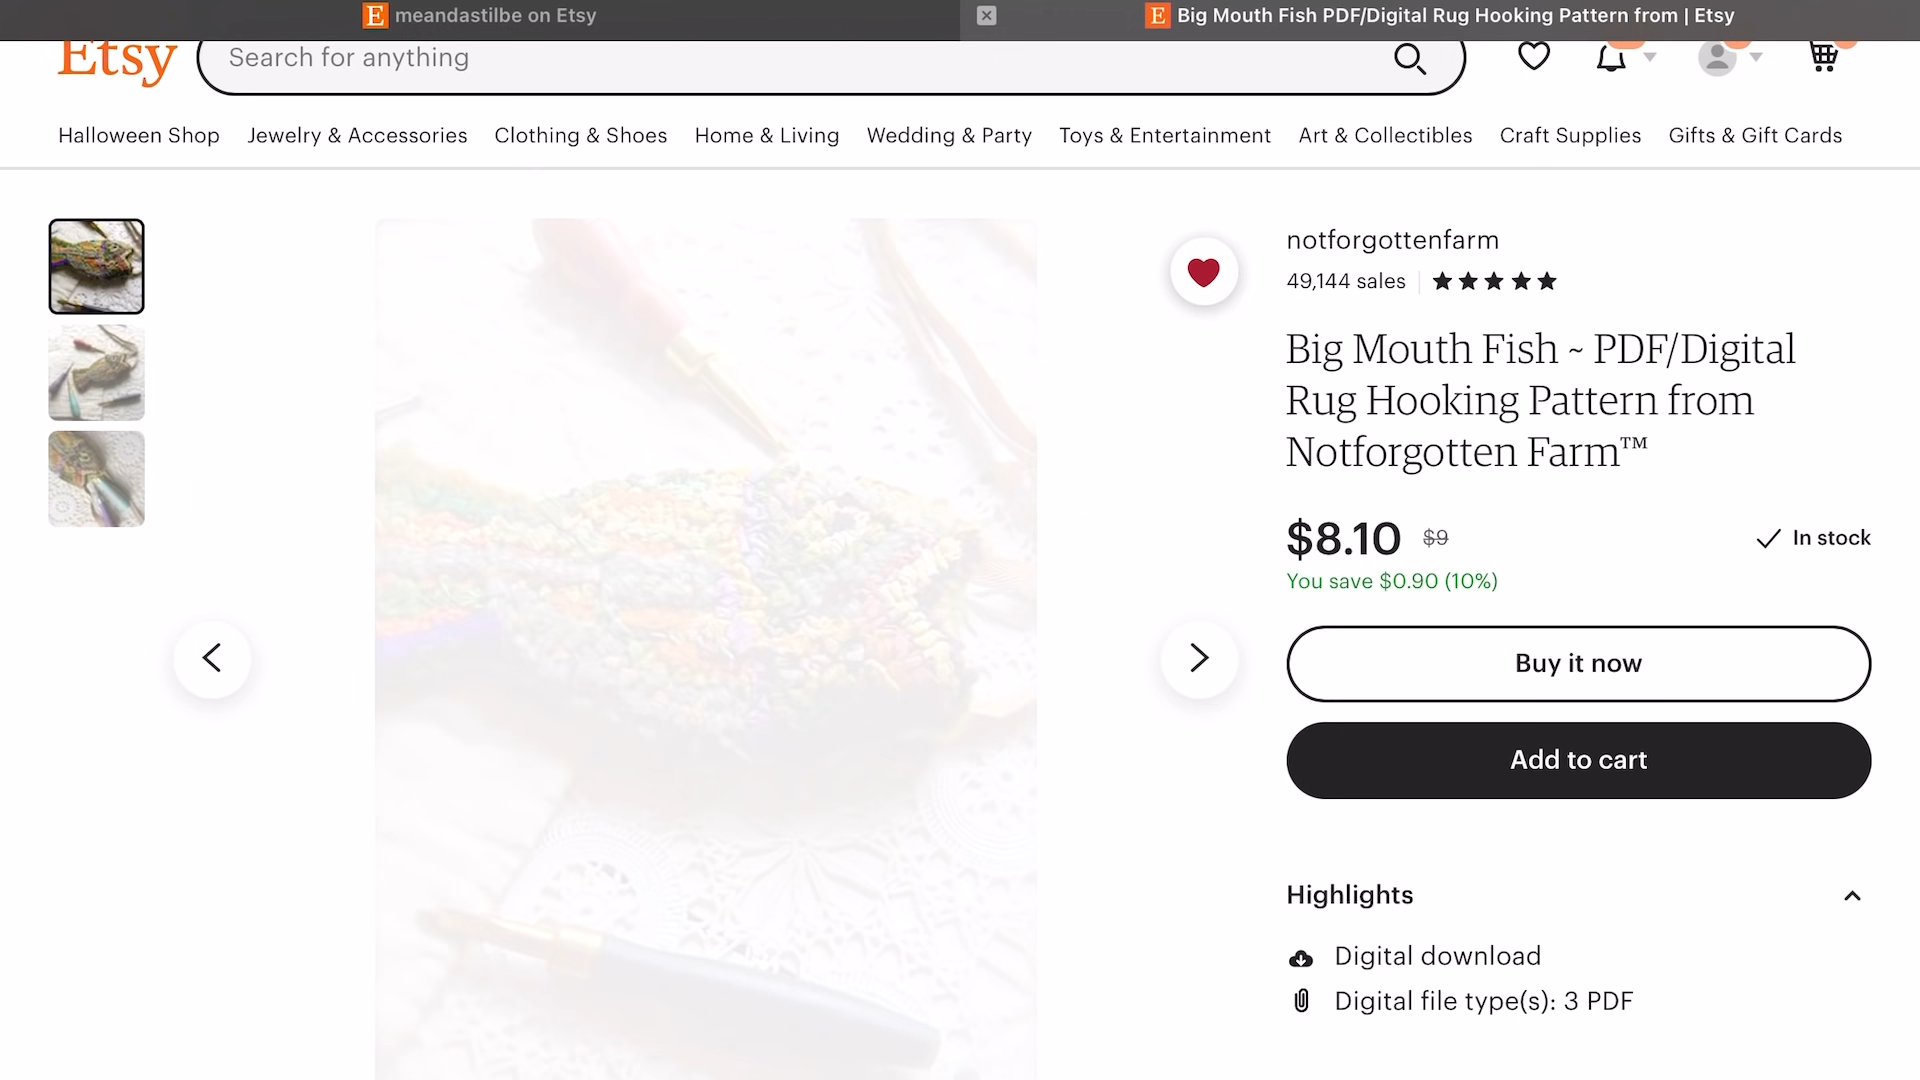 meandastilbe on Etsy
Big Mouth Fish PDF/Digital Rug Hooking Pattern from | Etsy
Etsy
Search for anything
Halloween Shop
Jewelry & Accessories
Clothing & Shoes
Home & Living
Wedding & Party
Toys & Entertainment
Art & Collectibles
Craft Supplies
Gifts & Gift Cards
notforgottenfarm
49,144 sales
Big Mouth Fish ~ PDF/Digital
Rug Hooking Pattern from
Notforgotten Farm™
$8.10 $9
In stock
You save $0.90 (10%)
Buy it now
Add to cart
Highlights
Digital download
Digital file type(s): 3 PDF